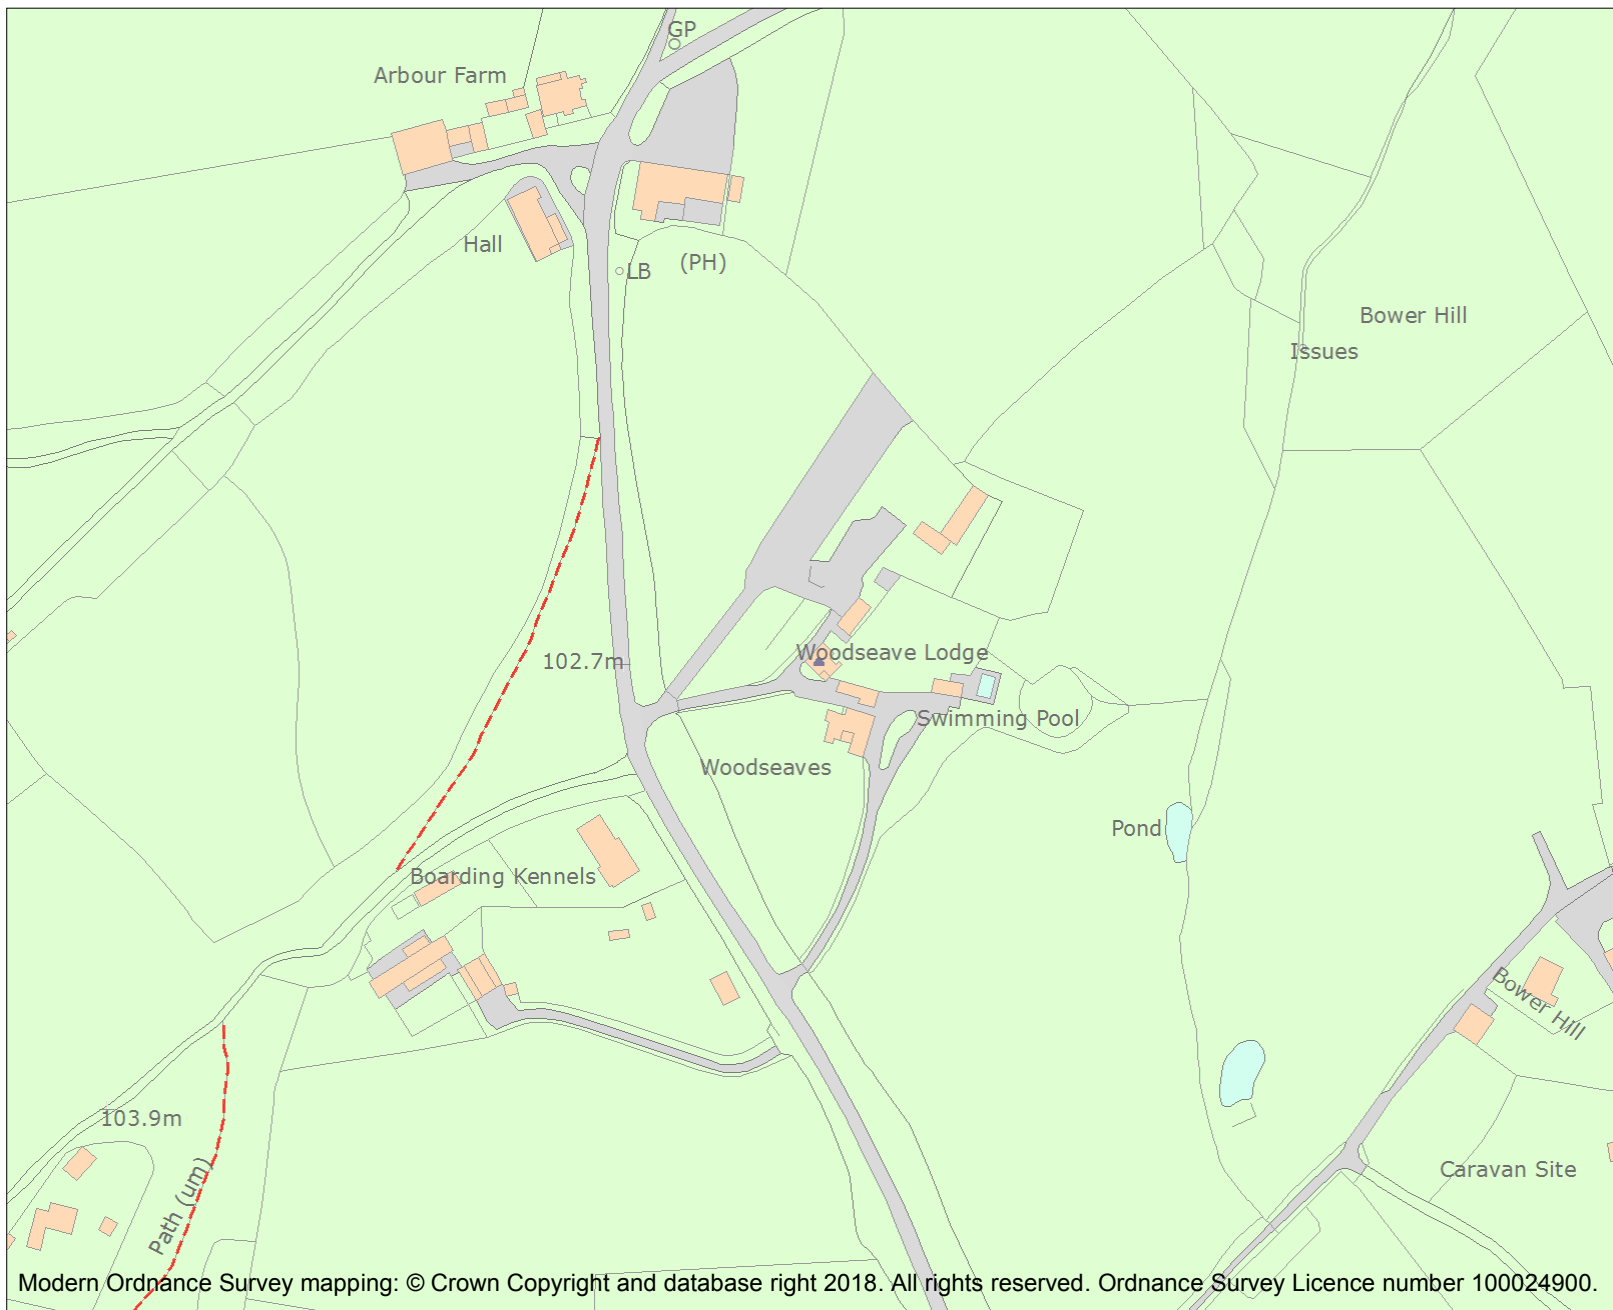 GP
Arbour Farm
Hall
LB
(PH)
Bower Hill
Issues
102.7m
Woodseave Lodge
Swimming Pool
Woodseaves
Pond
Boarding Kennels
Bower Hill
103.9m
Path (um)
Caravan Site
Modern Ordnance Survey mapping: © Crown Copyright and database right 2018. All rights reserved. Ordnance Survey Licence number 100024900.